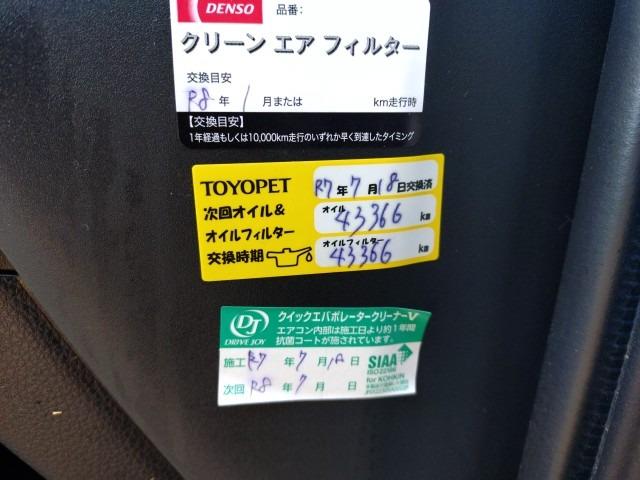 DENSO 品番:
クリーン エア フィルター
交換目安
R8 年 1 月または km走行時
【交換目安】
1年経過もしくは10,000km走行のいずれか早く到達したタイミング
TOYOPET R7 年 7 月 18 日交換済
次回オイル&
オイルフィルター
交換時期
オイル 43366 km
オイルフィルター 43366 km
DJ DRIVE JOY
クイックエバポレータークリーナーV
エアコン内部は施工日より約1年間
抗菌コートが施されています。
施工 R7 年 7 月 18 日
次回 R8 年 7 月 日
SIAA
ISO22196
for KOHKIN